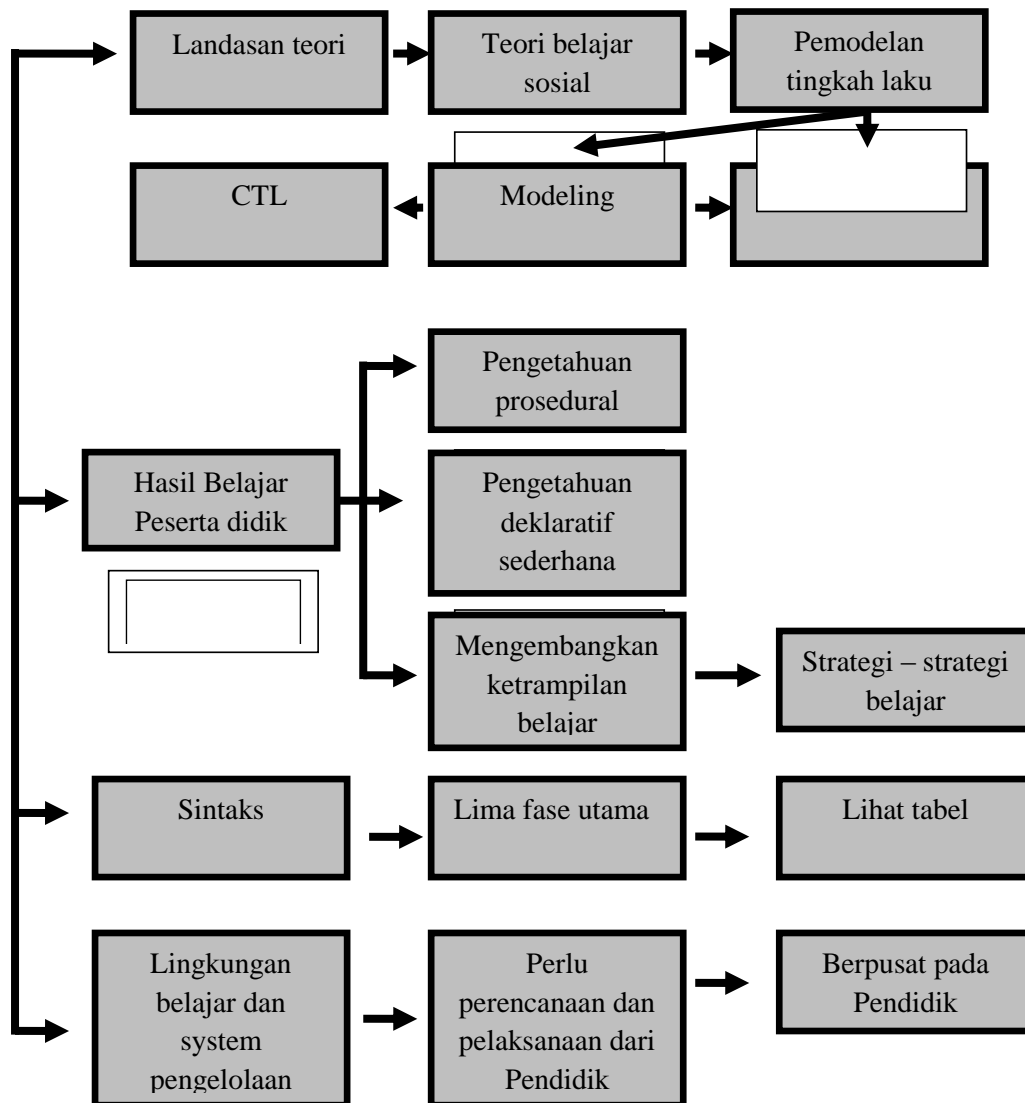 Landasan teori
Teori belajar
sosial
Pemodelan
tingkah laku
CTL
Modeling
Pengetahuan
prosedural
Hasil Belajar
Peserta didik
Pengetahuan
deklaratif
sederhana
Mengembangkan
ketrampilan
belajar
Strategi – strategi
belajar
Sintaks
Lima fase utama
Lihat tabel
Lingkungan
belajar dan
system
pengelolaan
Perlu
perencanaan dan
pelaksanaan dari
Pendidik
Berpusat pada
Pendidik